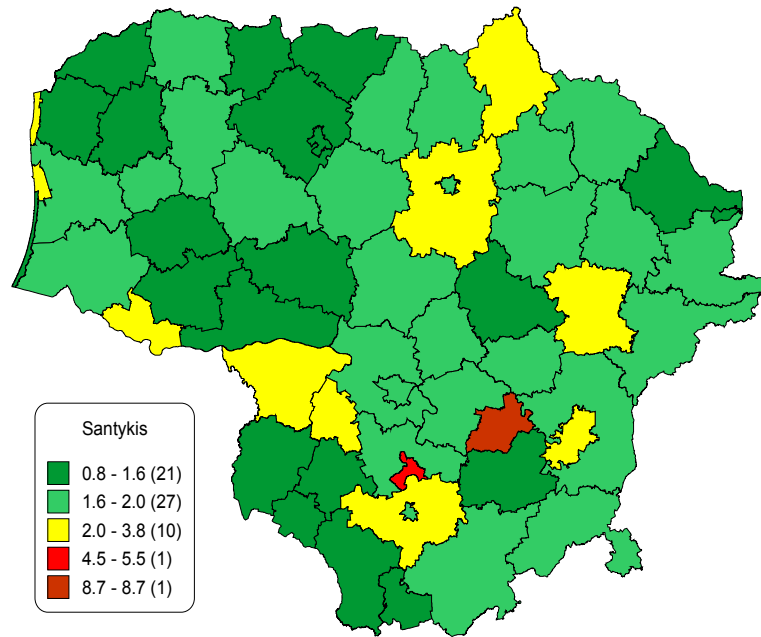 Santykis
0.8 - 1.6 (21)
1.6 - 2.0 (27)
2.0 - 3.8 (10)
4.5 - 5.5 (1)
8.7 - 8.7 (1)